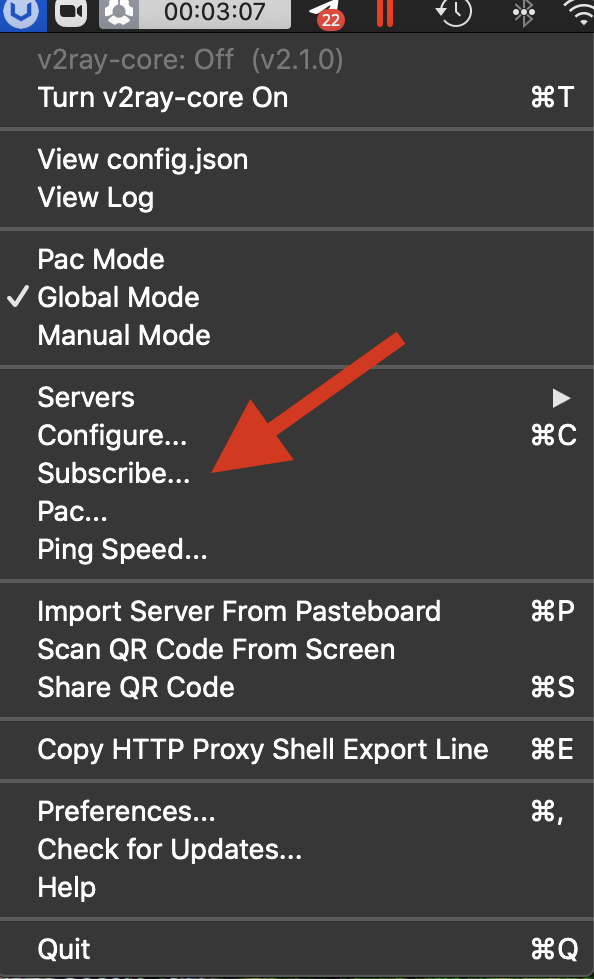 00:03:07
22
v2ray-core: Off (v2.1.0)
Turn v2ray-core On ⌘T
View config.json
View Log
Pac Mode
✓ Global Mode
Manual Mode
Servers ▶
Configure... ⌘C
Subscribe...
Pac...
Ping Speed...
Import Server From Pasteboard ⌘P
Scan QR Code From Screen
Share QR Code ⌘S
Copy HTTP Proxy Shell Export Line ⌘E
Preferences... ⌘,
Check for Updates...
Help
Quit ⌘Q